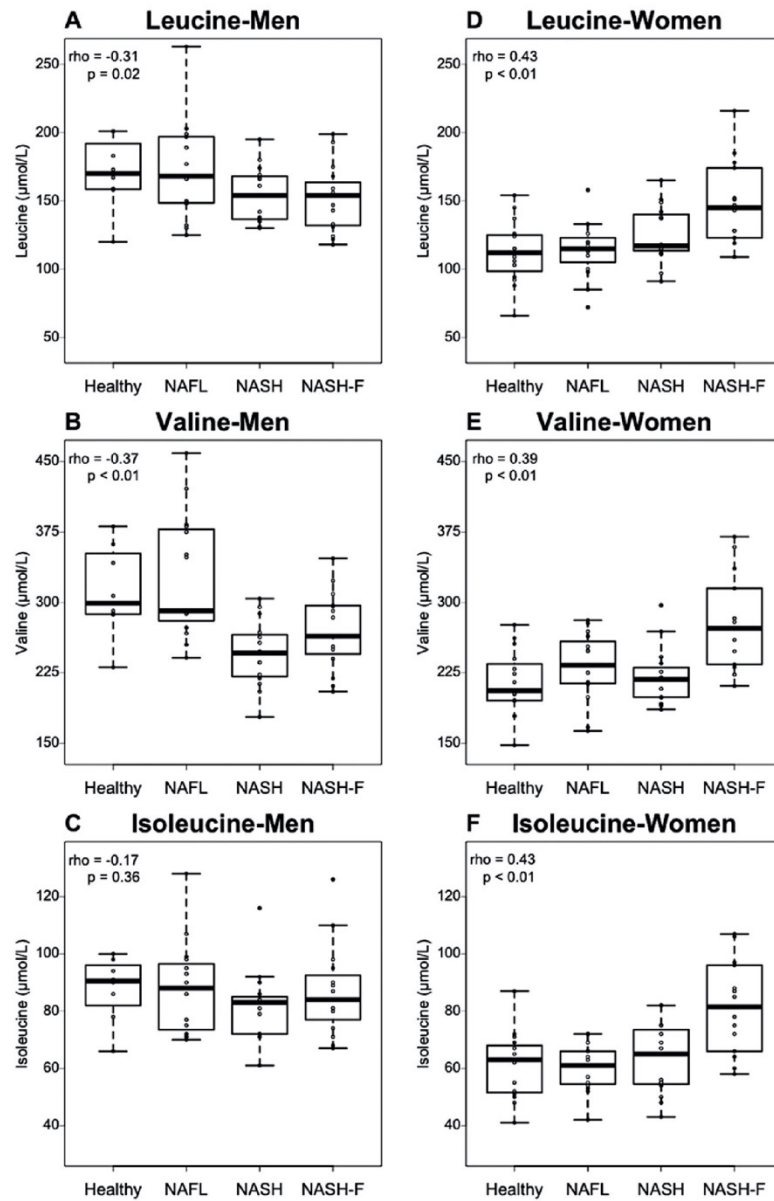 A Leucine-Men
rho = -0.31
p = 0.02
Leucine (µmol/L)
250
200
150
100
50
Healthy NAFL NASH NASH-F
D Leucine-Women
rho = 0.43
p < 0.01
Leucine (µmol/L)
250
200
150
100
50
Healthy NAFL NASH NASH-F
B Valine-Men
rho = -0.37
p < 0.01
Valine (µmol/L)
450
375
300
225
150
Healthy NAFL NASH NASH-F
E Valine-Women
rho = 0.39
p < 0.01
Valine (µmol/L)
450
375
300
225
150
Healthy NAFL NASH NASH-F
C Isoleucine-Men
rho = -0.17
p = 0.36
Isoleucine (µmol/L)
120
100
80
60
40
Healthy NAFL NASH NASH-F
F Isoleucine-Women
rho = 0.43
p < 0.01
Isoleucine (µmol/L)
120
100
80
60
40
Healthy NAFL NASH NASH-F